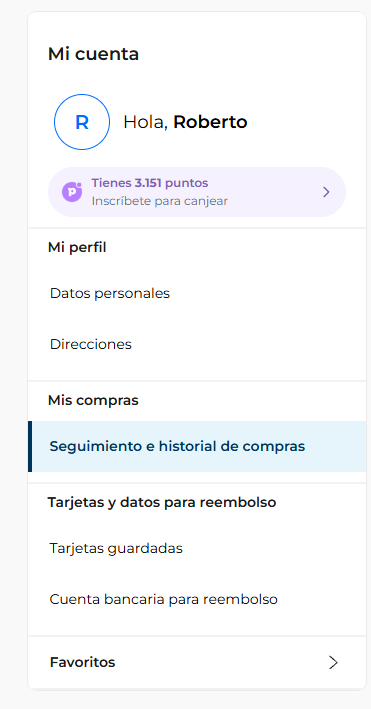 Mi cuenta
R
Hola, Roberto
P
Tienes 3.151 puntos
Inscríbete para canjear
Mi perfil
Datos personales
Direcciones
Mis compras
Seguimiento e historial de compras
Tarjetas y datos para reembolso
Tarjetas guardadas
Cuenta bancaria para reembolso
Favoritos